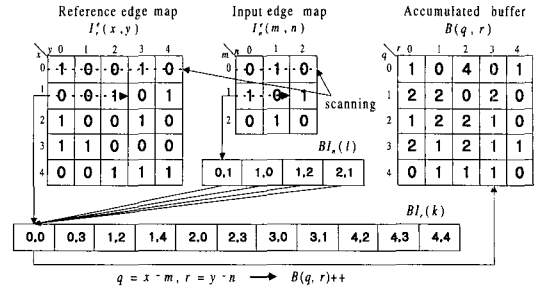 Reference edge map
I_r^e(x,y)
Input edge map
I_n^e(m,n)
Accumulated buffer
B(q,r)
x y 0 1 2 3 4
0 1 0 0 1 0
1 0 0 1 0 1
2 1 0 0 1 0
3 1 1 0 0 0
4 0 0 1 1 1
m n 0 1 2
0 0 1 0
1 1 0 1
2 0 1 0
scanning
q r 0 1 2 3 4
0 1 0 4 0 1
1 2 2 0 2 0
2 1 2 2 1 0
3 2 1 2 1 1
4 0 1 1 1 0
BI_n(l)
0,1 1,0 1,2 2,1
BI_r(k)
0,0 0,3 1,2 1,4 2,0 2,3 3,0 3,1 4,2 4,3 4,4
q = x - m, r = y - n → B(q,r)++